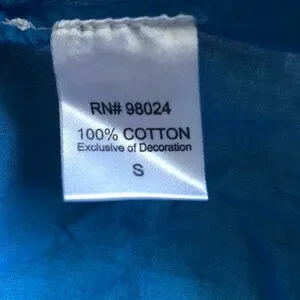 RN# 98024
100% COTTON
Exclusive of Decoration
S